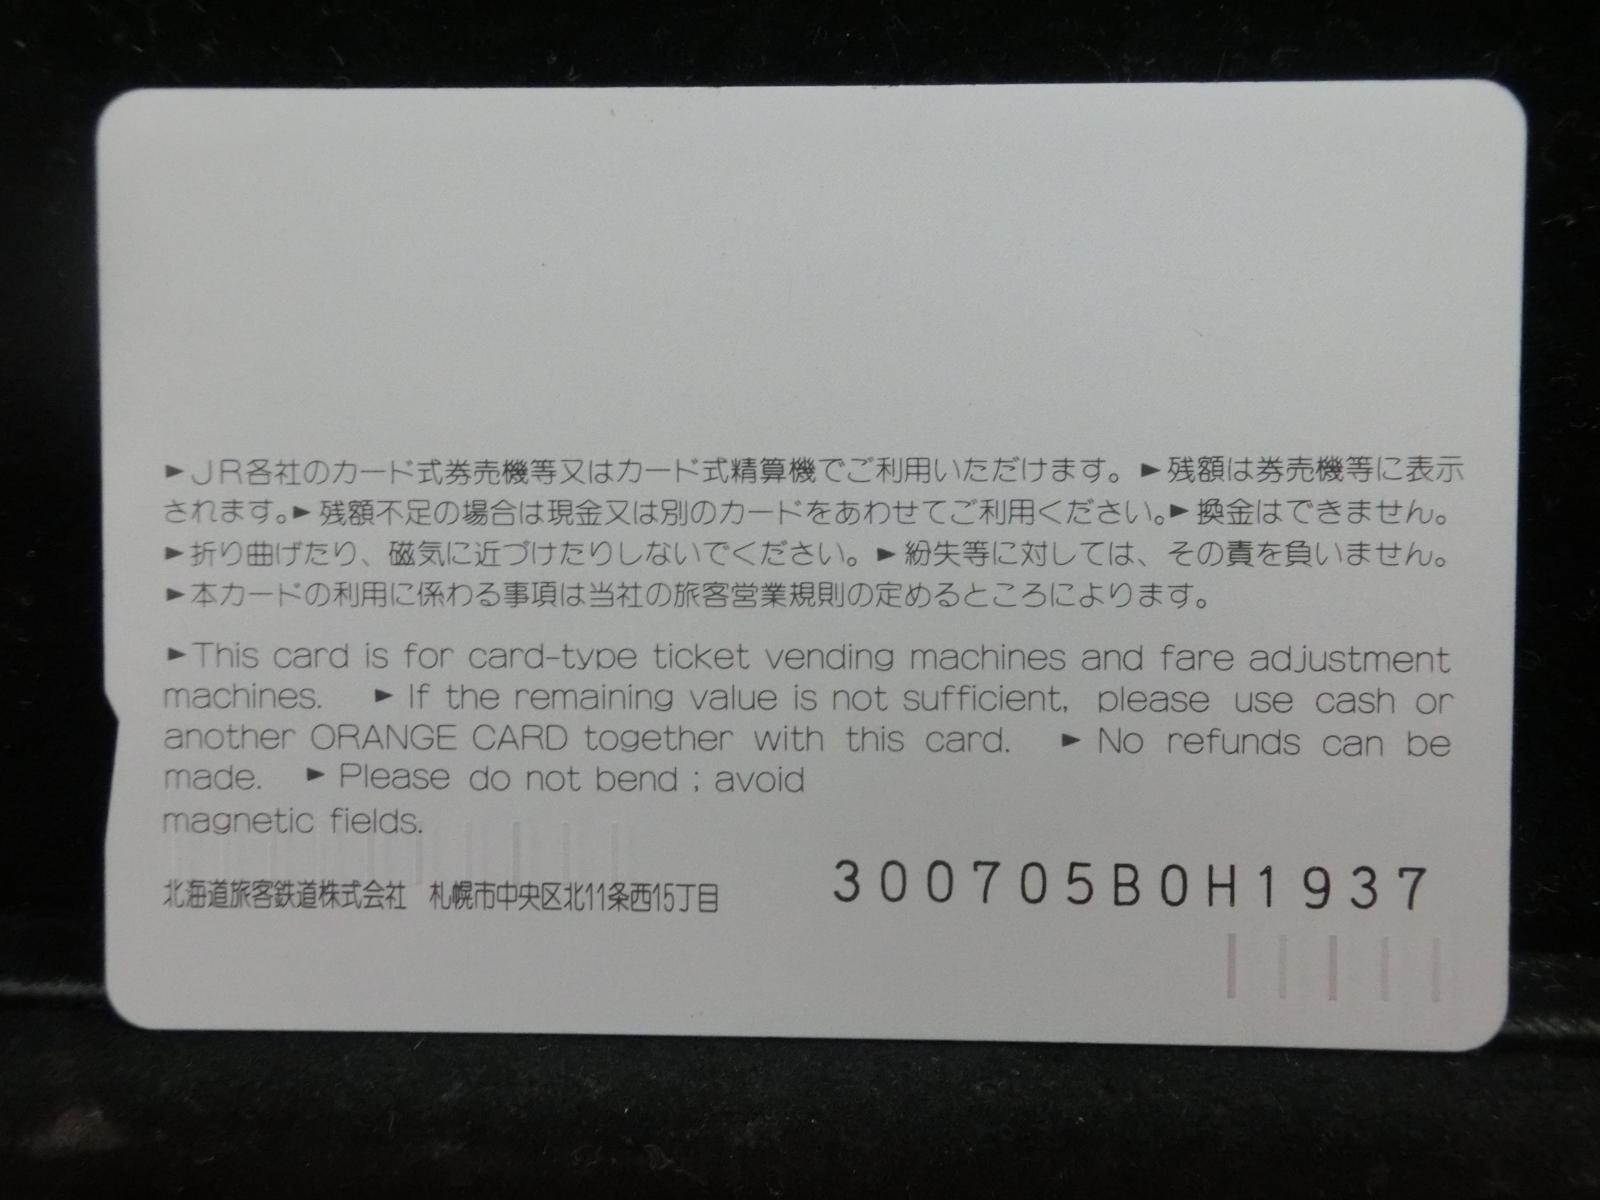 ►JR各社のカード式券売機等又はカード式精算機でご利用いただけます。►残額は券売機等に表示
されます。►残額不足の場合は現金又は別のカードをあわせてご利用ください。►換金はできません。
►折り曲げたり、磁気に近づけたりしないでください。►紛失等に対しては、その責を負いません。
►本カードの利用に係わる事項は当社の旅客営業規則の定めるところによります。
►This card is for card-type ticket vending machines and fare adjustment
machines. ►If the remaining value is not sufficient, please use cash or
another ORANGE CARD together with this card. ►No refunds can be
made. ►Please do not bend ; avoid
magnetic fields.
北海道旅客鉄道株式会社 札幌市中央区北11条西15丁目
300705B0H1937